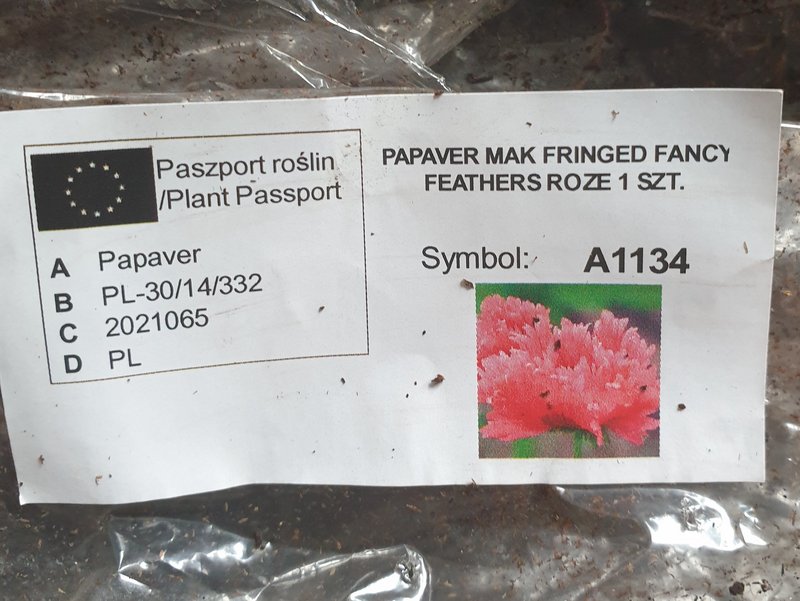 Paszport roślin
/Plant Passport
A Papaver
B PL-30/14/332
C 2021065
D PL
PAPAVER MAK FRINGED FANCY
FEATHERS ROZE 1 SZT.
Symbol: A1134